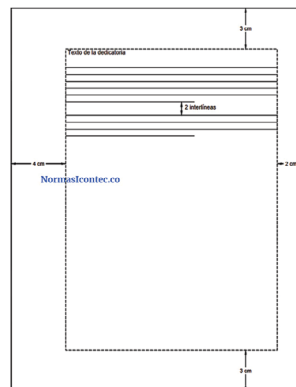 3 cm
Texto de la dedicatoria
2 interlíneas
4 cm
2 cm
NormasIcontec.co
3 cm